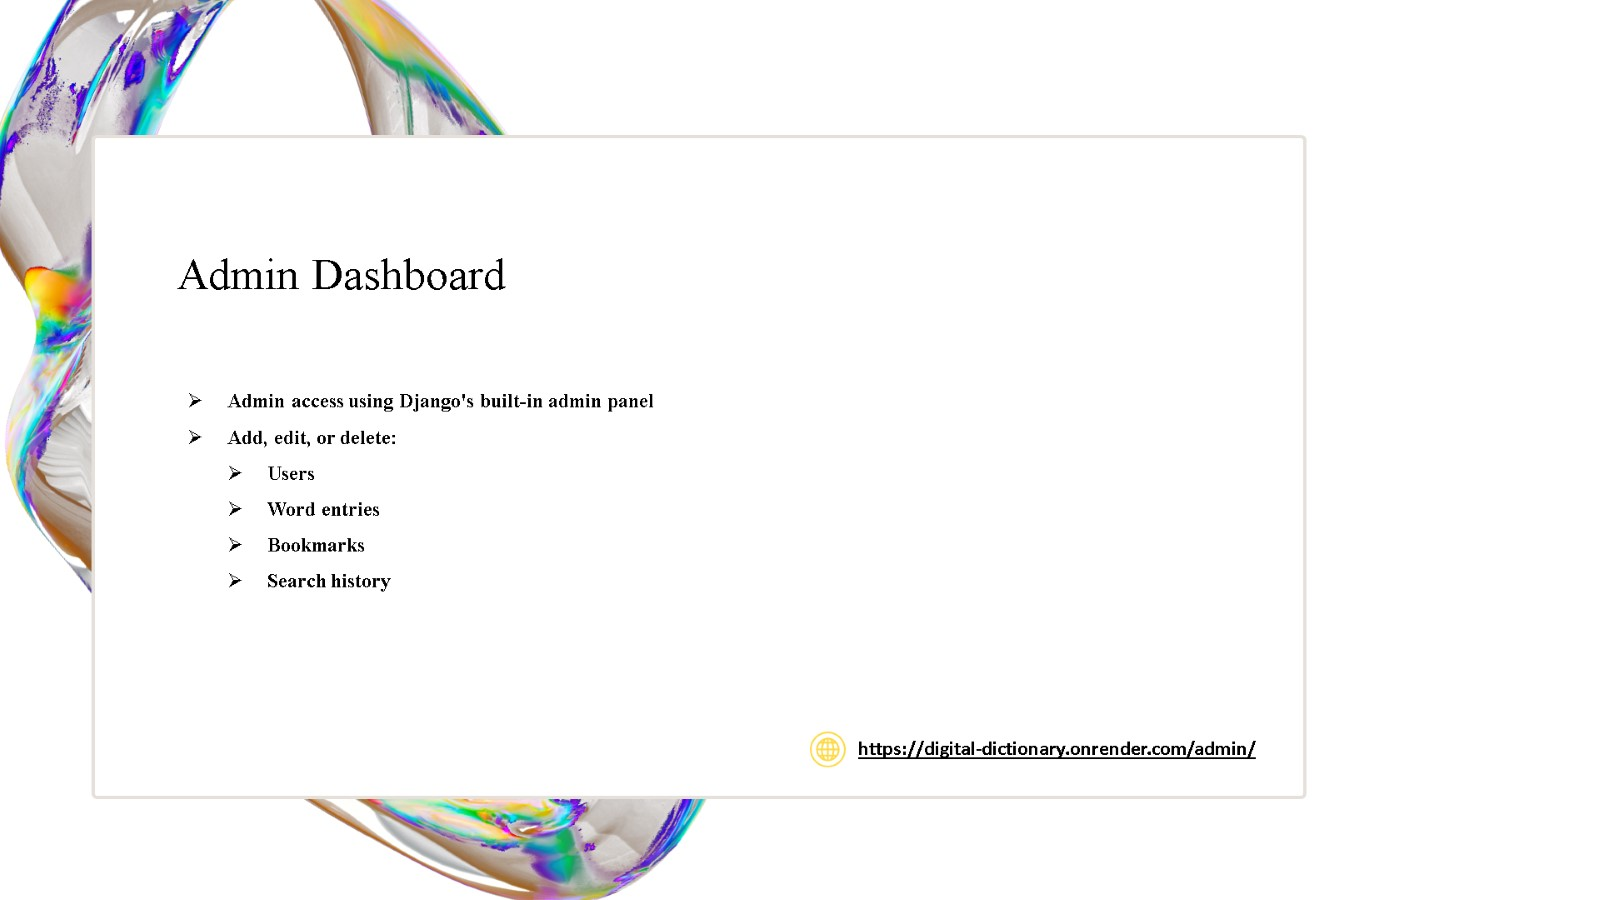 Admin Dashboard
Admin access using Django's built-in admin panel
Add, edit, or delete:
Users
Word entries
Bookmarks
Search history
https://digital-dictionary.onrender.com/admin/